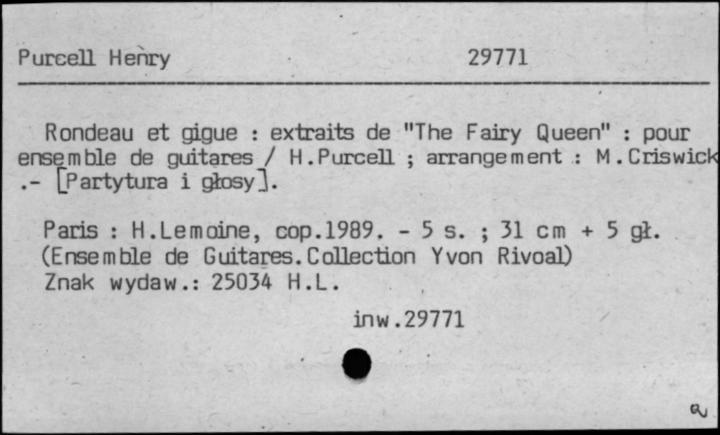 Purcell Henry 29771
Rondeau et gigue : extraits de "The Fairy Queen" : pour
ensemble de guitares / H.Purcell ; arrangement : M.Criswick
.- [Partytura i głosy].
Paris : H.Lemoine, cop.1989. - 5 s. ; 31 cm + 5 gł.
(Ensemble de Guitares.Collection Yvon Rivoal)
Znak wydaw.: 25034 H.L.
inw.29771
a